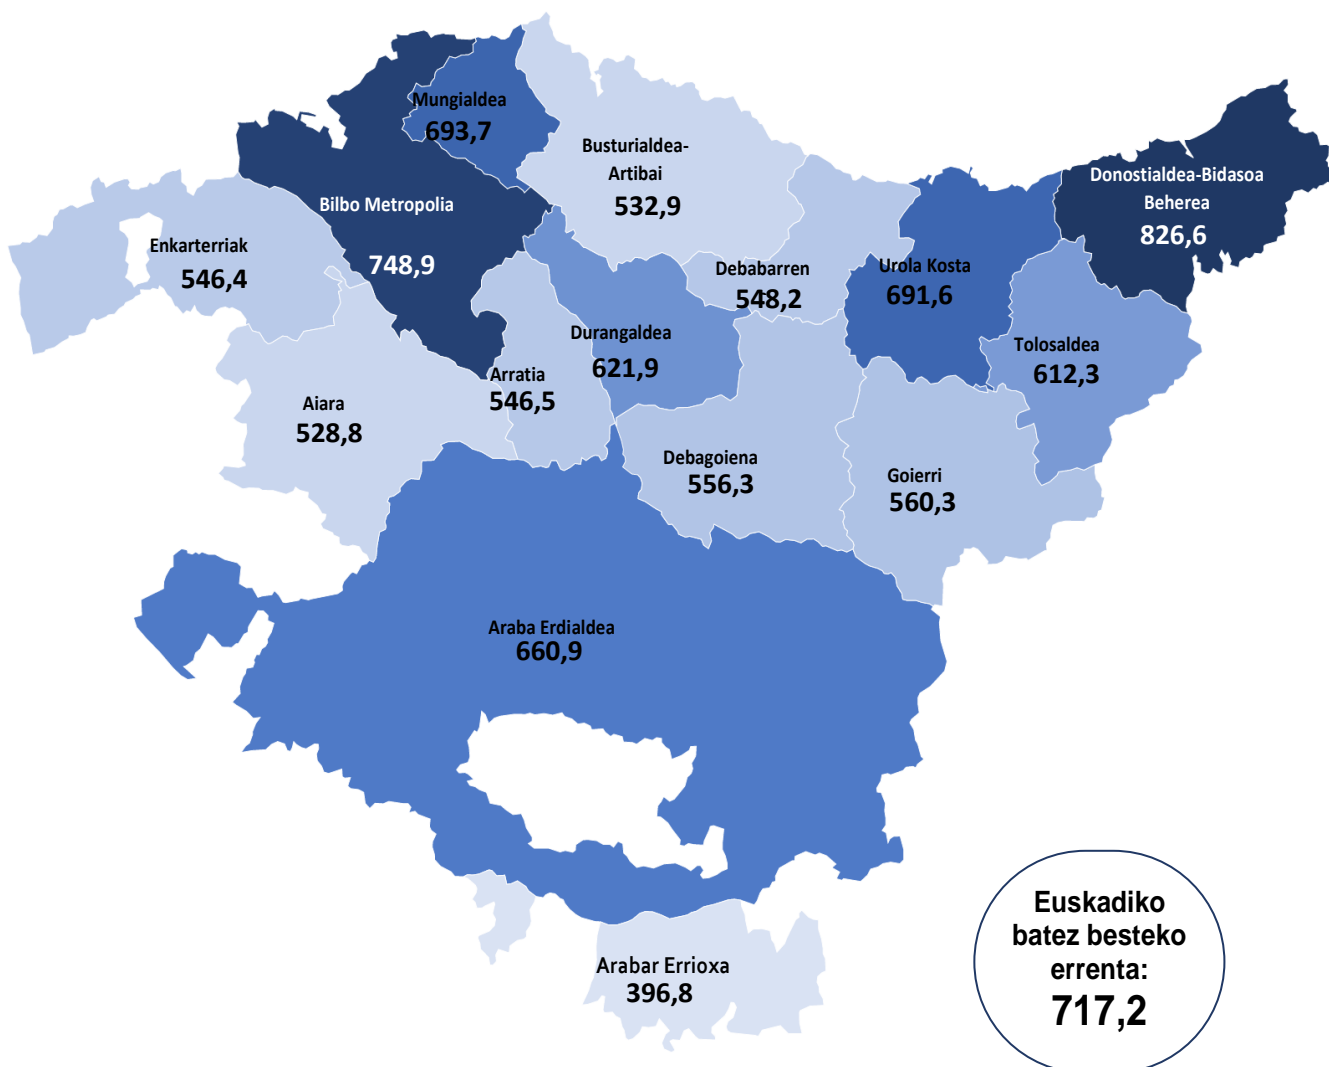 Mungialdea
693,7
Busturialdea-
Artibai
532,9
Donostialdea-Bidasoa
Beherea
826,6
Bilbo Metropolia
748,9
Enkarterriak
546,4
Debabarren
548,2
Urola Kosta
691,6
Durangaldea
621,9
Tolosaldea
612,3
Arratia
546,5
Aiara
528,8
Debagoiena
556,3
Goierri
560,3
Araba Erdialdea
660,9
Arabar Errioxa
396,8
Euskadiko
batez besteko
errenta:
717,2